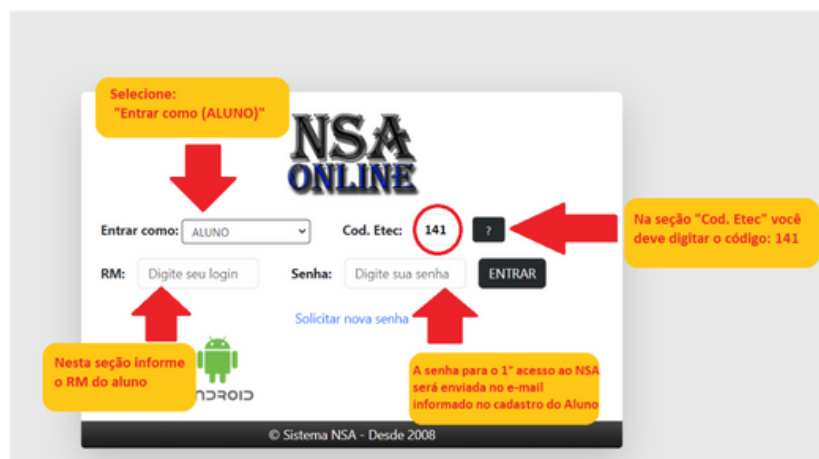 Selecione:
"Entrar como (ALUNO)"
NSA
ONLINE
Entrar como: ALUNO Cod. Etec: 141 ?
Na seção "Cod. Etec" você
deve digitar o código: 141
RM: Digite seu login Senha: Digite sua senha ENTRAR
Solicitar nova senha
Nesta seção informe
o RM do aluno
A senha para o 1° acesso ao NSA
será enviada no e-mail
informado no cadastro do Aluno
© Sistema NSA - Desde 2008